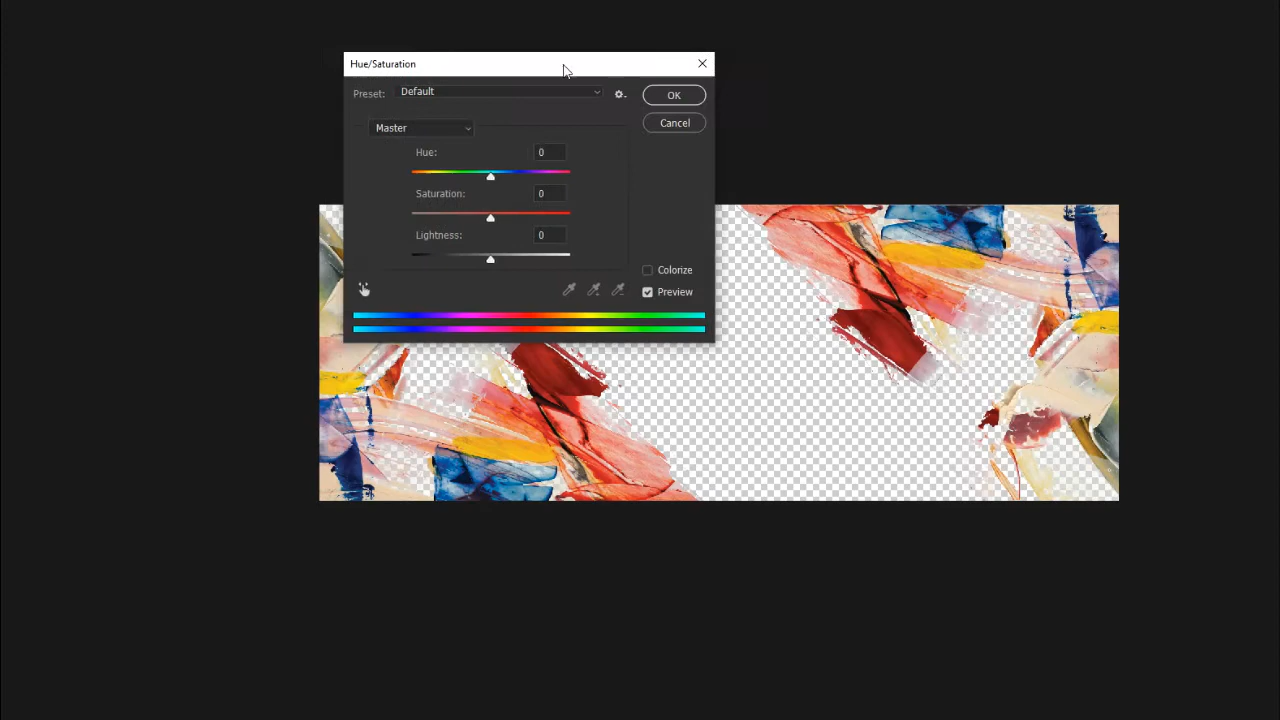 Hue/Saturation
Preset: Default
OK
Master
Cancel
Hue: 0
Saturation: 0
Lightness: 0
Colorize
Preview